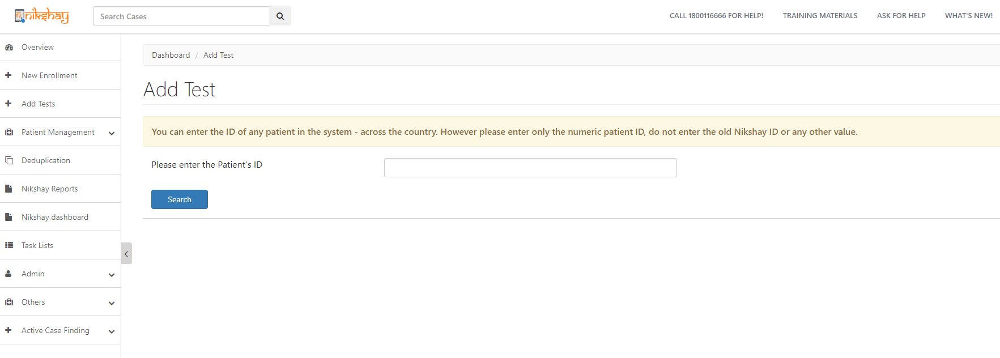 nikshay
Search Cases
CALL 1800116666 FOR HELP!
TRAINING MATERIALS
ASK FOR HELP
WHAT'S NEW!
Overview
New Enrollment
Add Tests
Patient Management
Deduplication
Nikshay Reports
Nikshay dashboard
Task Lists
Admin
Others
Active Case Finding
Dashboard / Add Test
Add Test
You can enter the ID of any patient in the system - across the country. However please enter only the numeric patient ID, do not enter the old Nikshay ID or any other value.
Please enter the Patient's ID
Search